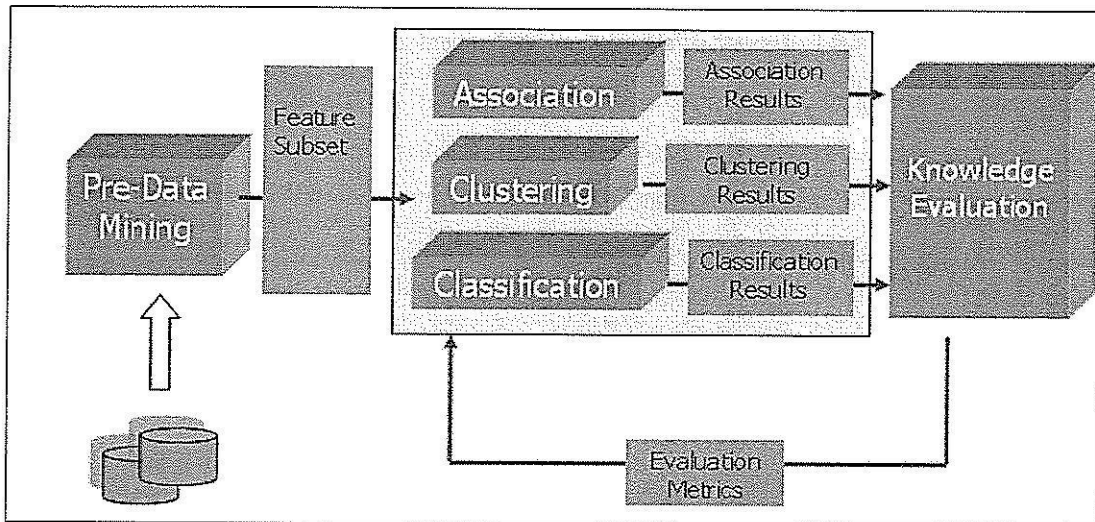 Pre-Data
Mining
Feature
Subset
Association
Association
Results
Clustering
Clustering
Results
Classification
Classification
Results
Knowledge
Evaluation
Evaluation
Metrics